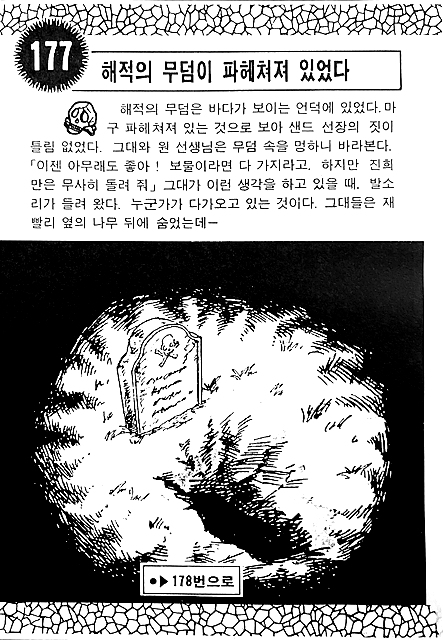 177
해적의 무덤이 파헤쳐져 있었다
해적의 무덤은 바다가 보이는 언덕에 있었다. 마
구 파헤쳐져 있는 것으로 보아 샌드 선장의 짓이
틀림 없었다. 그대와 원 선생님은 무덤 속을 멍하니 바라본다.
「이젠 아무래도 좋아! 보물이라면 다 가지라고. 하지만 진희
만은 무사히 돌려 줘」 그대가 이런 생각을 하고 있을 때, 발소
리가 들려 왔다. 누군가가 다가오고 있는 것이다. 그대들은 재
빨리 옆의 나무 뒤에 숨었는데―
●▶178번으로